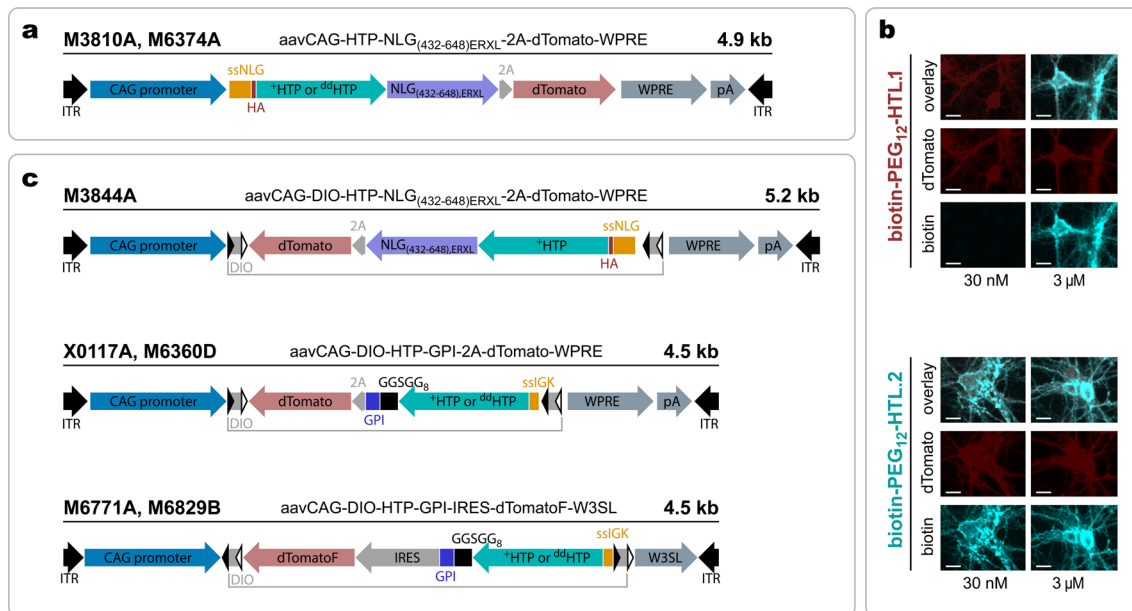 a
M3810A, M6374A aavCAG-HTP-NLG(432-648)ERXL-2A-dTomato-WPRE 4.9 kb
ssNLG 2A
CAG promoter +HTP or ddHTP NLG(432-648),ERXL dTomato WPRE pA
ITR HA ITR
c
M3844A aavCAG-DIO-HTP-NLG(432-648)ERXL-2A-dTomato-WPRE 5.2 kb
2A ssNLG
CAG promoter dTomato NLG(432-648),ERXL +HTP WPRE pA
ITR DIO HA ITR
X0117A, M6360D aavCAG-DIO-HTP-GPI-2A-dTomato-WPRE 4.5 kb
2A GGSGG8 ssIGK
CAG promoter dTomato +HTP or ddHTP WPRE pA
ITR DIO GPI ITR
M6771A, M6829B aavCAG-DIO-HTP-GPI-IRES-dTomatoF-W3SL 4.5 kb
GGSGG8 ssIGK
CAG promoter dTomatoF IRES +HTP or ddHTP W3SL
ITR DIO GPI ITR
b
biotin-PEG12-HTL.1
overlay
dTomato
biotin
30 nM 3 µM
biotin-PEG12-HTL.2
overlay
dTomato
biotin
30 nM 3 µM